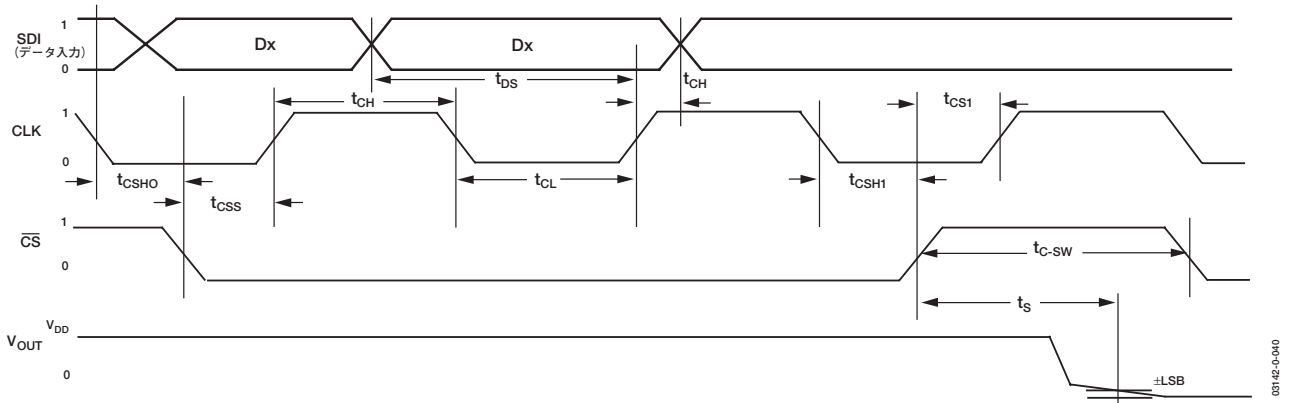 SDI
(データ入力)
1
0
Dx
Dx
tDS
tCH
tCH
tCS1
CLK
1
0
tCSHO
tCSS
tCL
tCSH1
CS
1
0
tC-SW
tS
VOUT
VDD
0
±LSB
03142-0-040